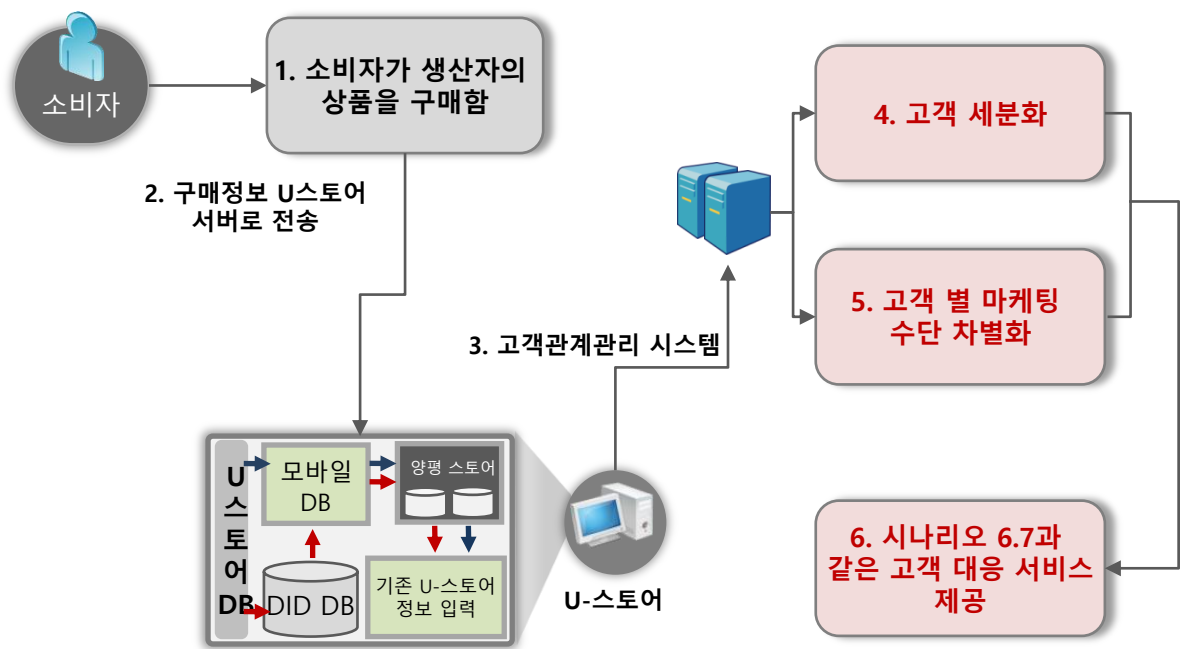 소비자
1. 소비자가 생산자의
상품을 구매함
2. 구매정보 U스토어
서버로 전송
3. 고객관계관리 시스템
4. 고객 세분화
5. 고객 별 마케팅
수단 차별화
6. 시나리오 6.7과
같은 고객 대응 서비스
제공
U
스
토
어
DB
모바일
DB
양평 스토어
DID DB
기존 U-스토어
정보 입력
U-스토어